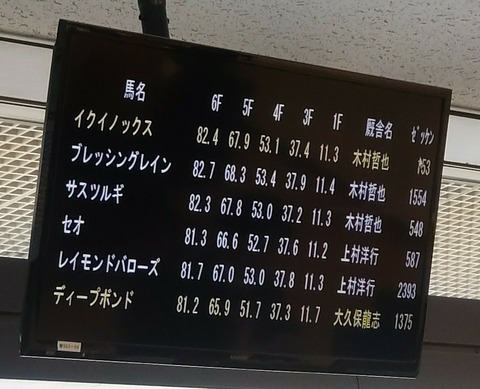 馬名 6F 5F 4F 3F 1F 厩舎名 ゼッケン
イクイノックス 82.4 67.9 53.1 37.4 11.3 木村哲也
ブレッシングレイン 82.7 68.3 53.4 37.9 11.4 木村哲也 1554
サスツルギ 82.3 67.8 53.0 37.2 11.3 木村哲也 548
セオ 81.3 66.6 52.7 37.6 11.2 上村洋行 587
レイモンドバローズ 81.7 67.0 53.0 37.8 11.3 上村洋行 2393
ディープボンド 81.2 65.9 51.7 37.3 11.7 大久保龍志 1375